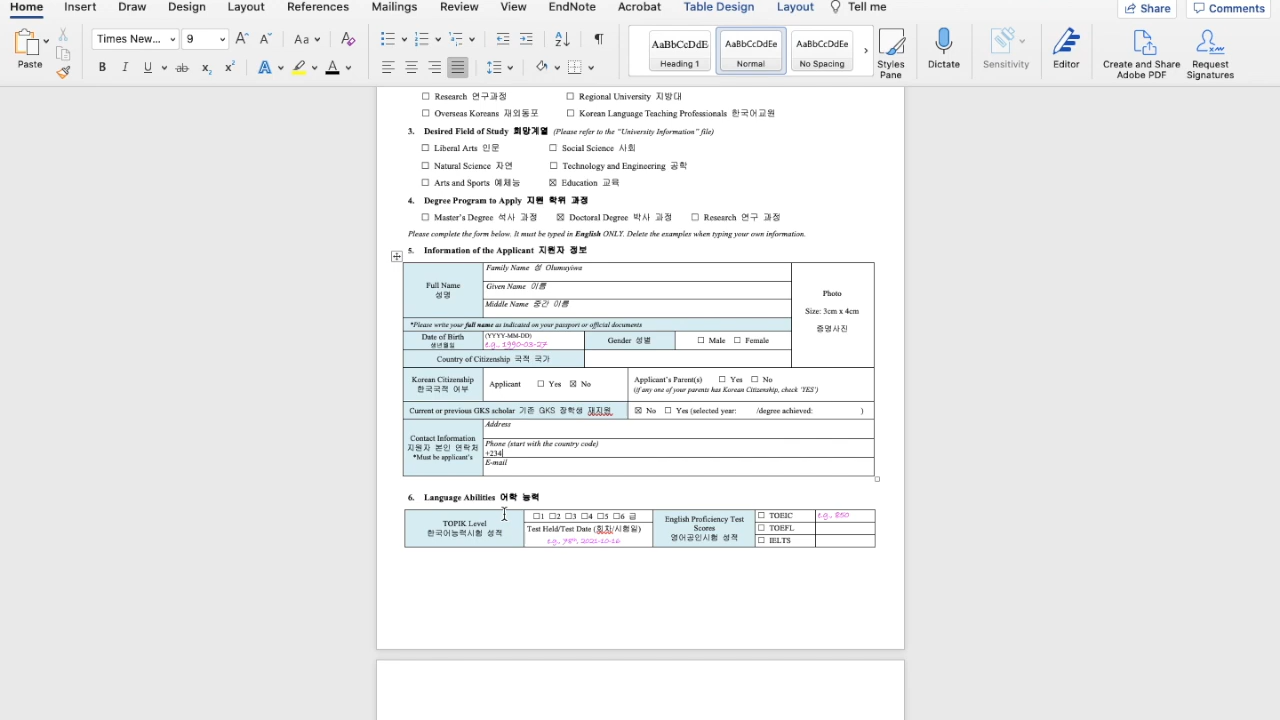 Home Insert Draw Design Layout References Mailings Review View EndNote Acrobat Table Design Layout Tell me Share Comments
Paste Times New... 9 Aa AaBbCcDdE AaBbCcDdEe AaBbCcDdEe Styles Pane Dictate Sensitivity Editor Create and Share Adobe PDF Request Signatures
Heading 1 Normal No Spacing
☐ Research 연구과정 ☐ Regional University 지방대
☐ Overseas Koreans 재외동포 ☐ Korean Language Teaching Professionals 한국어교원
3. Desired Field of Study 희망계열 (Please refer to the "University Information" file)
☐ Liberal Arts 인문 ☐ Social Science 사회
☐ Natural Science 자연 ☐ Technology and Engineering 공학
☐ Arts and Sports 예체능 ☒ Education 교육
4. Degree Program to Apply 지원 학위 과정
☐ Master's Degree 석사 과정 ☒ Doctoral Degree 박사 과정 ☐ Research 연구 과정
Please complete the form below. It must be typed in English ONLY. Delete the examples when typing your own information.
5. Information of the Applicant 지원자 정보
Full Name
성명
Family Name 성 Olumuyiwa
Given Name 이름
Middle Name 중간 이름
Photo
Size: 3cm x 4cm
증명사진
*Please write your full name as indicated on your passport or official documents
Date of Birth
생년월일
(YYYY-MM-DD)
e.g., 1990-03-27
Gender 성별 ☐ Male ☐ Female
Country of Citizenship 국적 국가
Korean Citizenship
한국국적 여부
Applicant ☐ Yes ☒ No
Applicant's Parent(s) ☐ Yes ☐ No
(if any one of your parents has Korean Citizenship, check 'YES')
Current or previous GKS scholar 기존 GKS 장학생 재지원 ☒ No ☐ Yes (selected year: /degree achieved: )
Contact Information
지원자 본인 연락처
*Must be applicant's
Address
Phone (start with the country code)
+234
E-mail
6. Language Abilities 어학 능력
TOPIK Level
한국어능력시험 성적
☐1 ☐2 ☐3 ☐4 ☐5 ☐6 급
Test Held/Test Date (회차/시험일)
e.g., 78th, 2021-10-16
English Proficiency Test
Scores
영어공인시험 성적
☐ TOEIC e.g., 850
☐ TOEFL
☐ IELTS